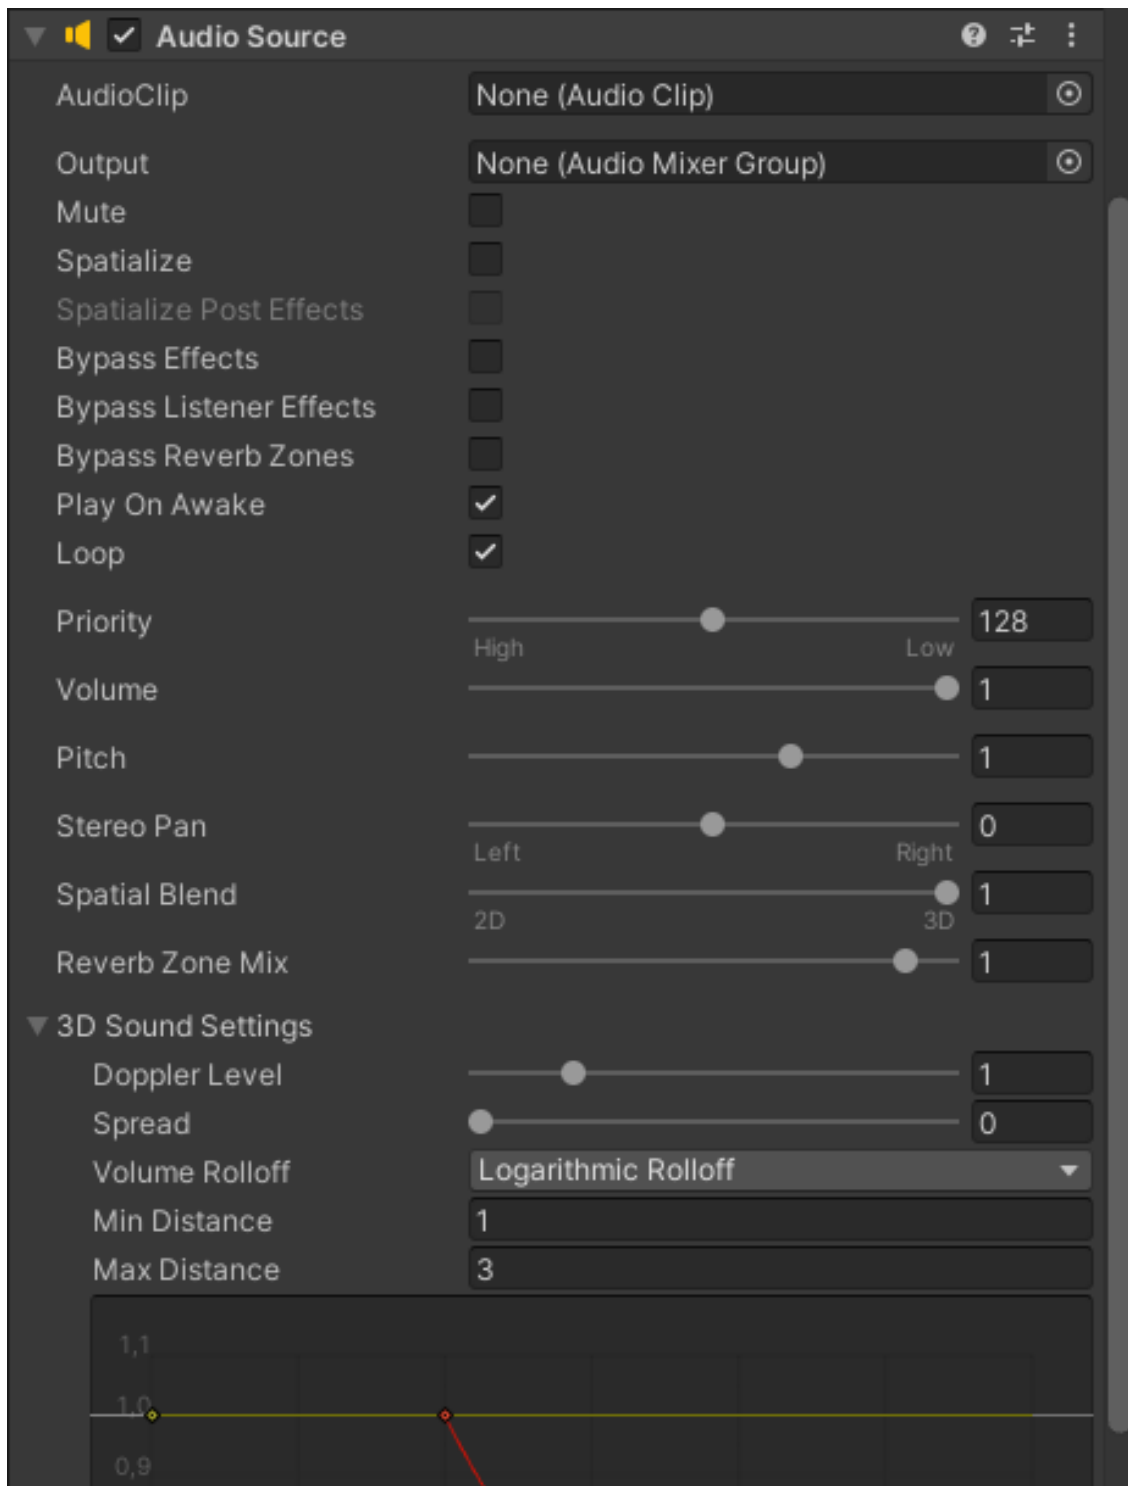 Audio Source
AudioClip None (Audio Clip)
Output None (Audio Mixer Group)
Mute
Spatialize
Spatialize Post Effects
Bypass Effects
Bypass Listener Effects
Bypass Reverb Zones
Play On Awake
Loop
Priority 128
High Low
Volume 1
Pitch 1
Stereo Pan 0
Left Right
Spatial Blend 1
2D 3D
Reverb Zone Mix 1
3D Sound Settings
Doppler Level 1
Spread 0
Volume Rolloff Logarithmic Rolloff
Min Distance 1
Max Distance 3
1,1
1,0
0,9